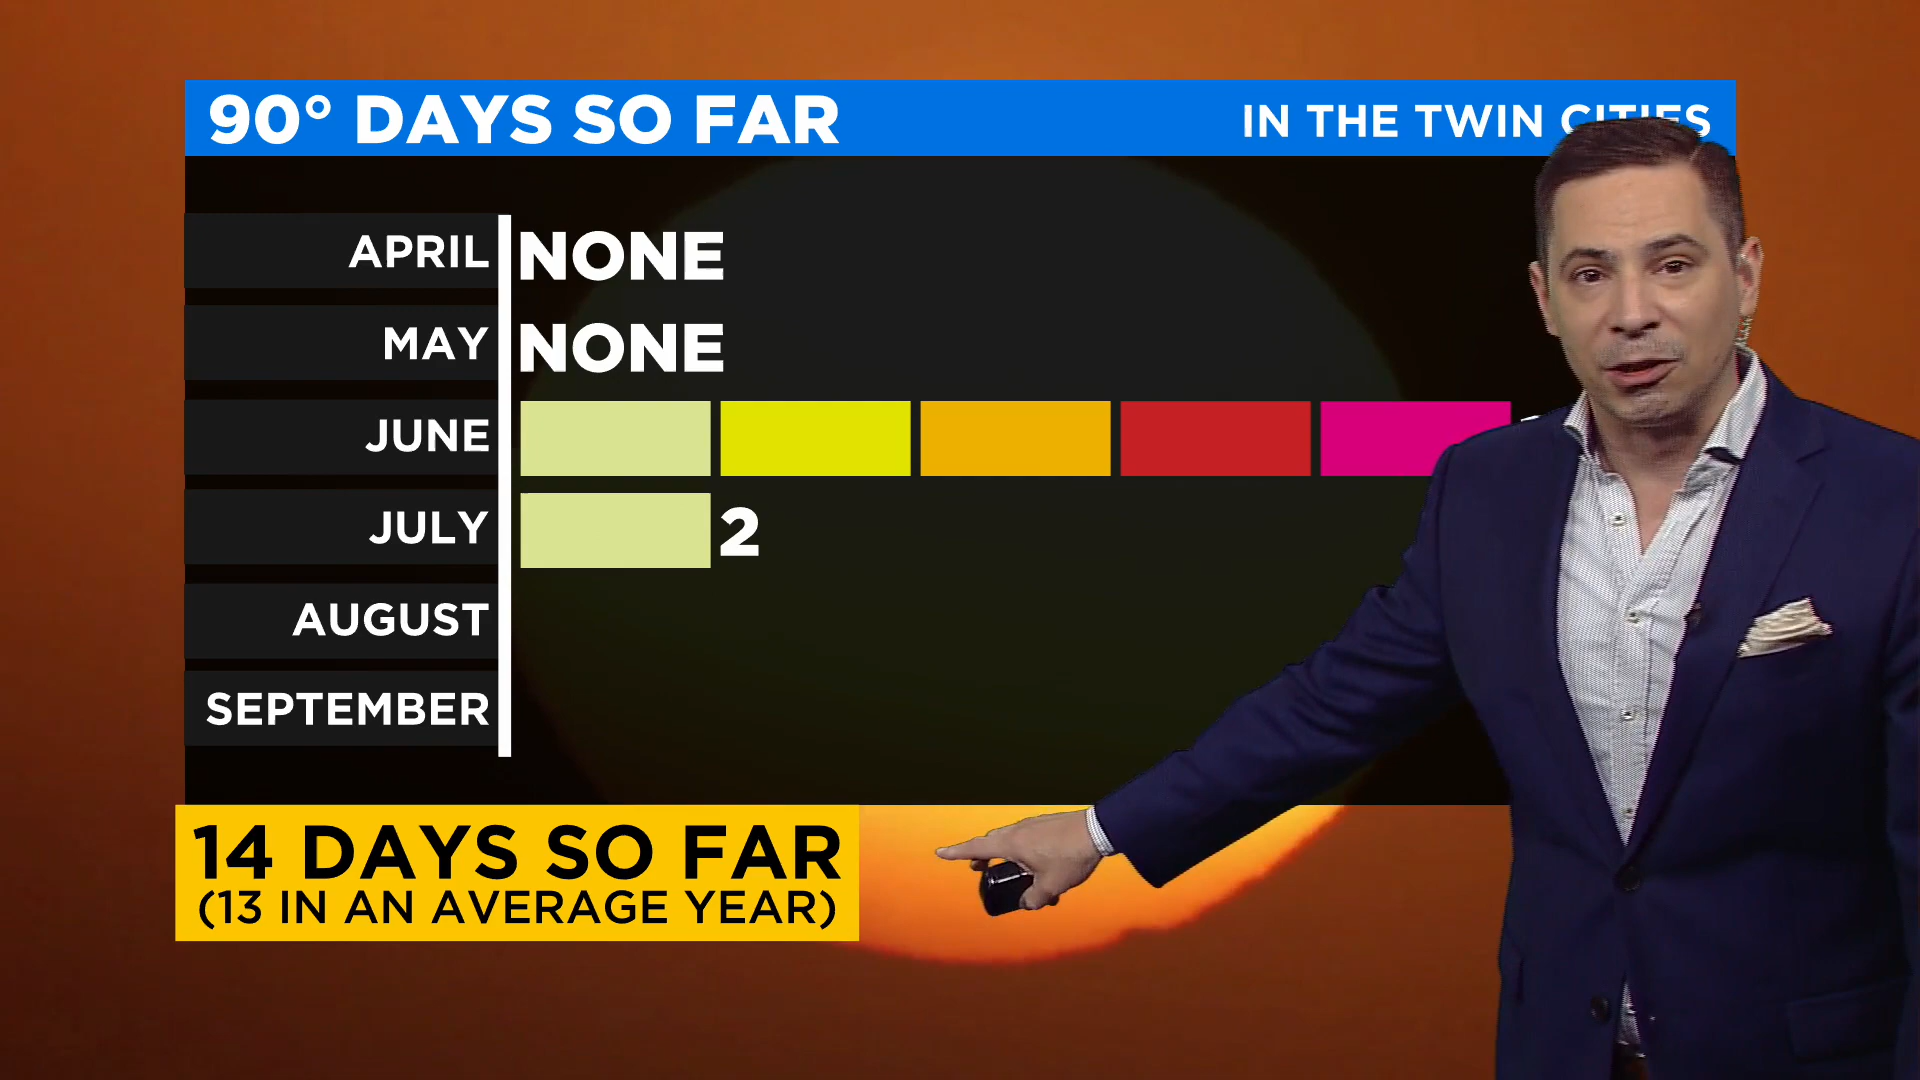 90° DAYS SO FAR
IN THE TWIN CITIES
APRIL NONE
MAY NONE
JUNE
JULY 2
AUGUST
SEPTEMBER
14 DAYS SO FAR
(13 IN AN AVERAGE YEAR)